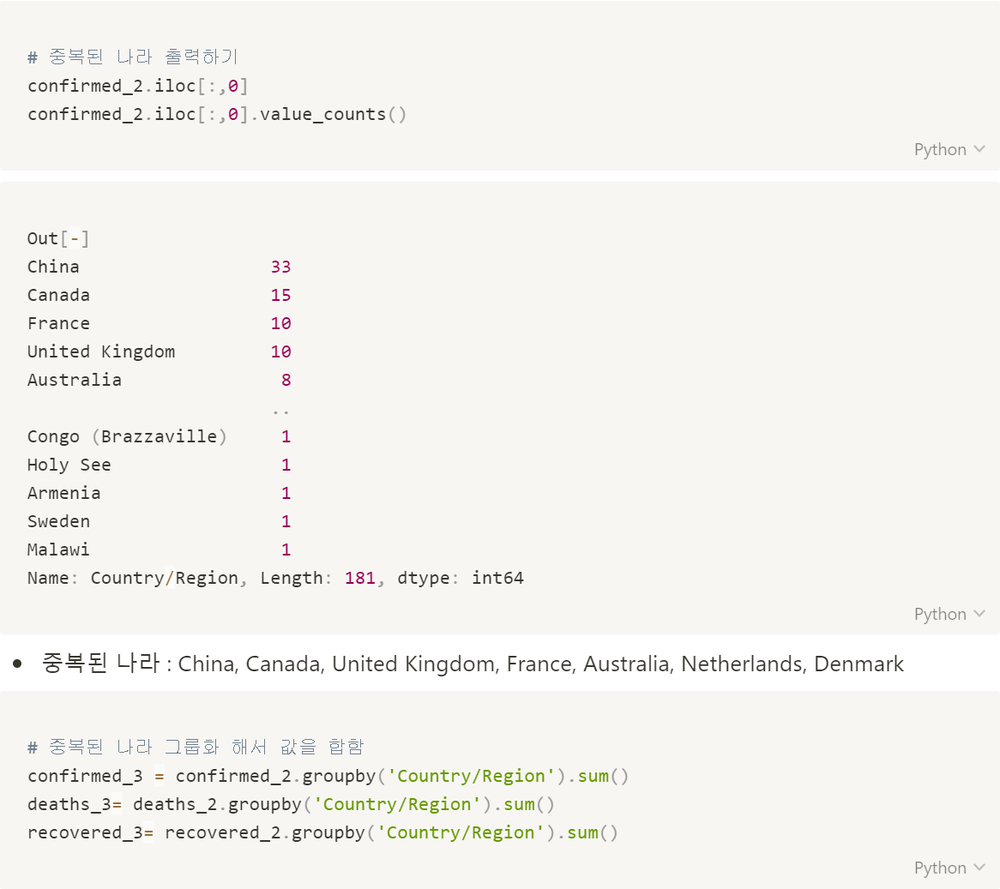 # 중복된 나라 출력하기
confirmed_2.iloc[:,0]
confirmed_2.iloc[:,0].value_counts()
Python
Out[-]
China 33
Canada 15
France 10
United Kingdom 10
Australia 8
..
Congo (Brazzaville) 1
Holy See 1
Armenia 1
Sweden 1
Malawi 1
Name: Country/Region, Length: 181, dtype: int64
Python
• 중복된 나라 : China, Canada, United Kingdom, France, Australia, Netherlands, Denmark
# 중복된 나라 그룹화 해서 값을 합함
confirmed_3 = confirmed_2.groupby('Country/Region').sum()
deaths_3= deaths_2.groupby('Country/Region').sum()
recovered_3= recovered_2.groupby('Country/Region').sum()
Python